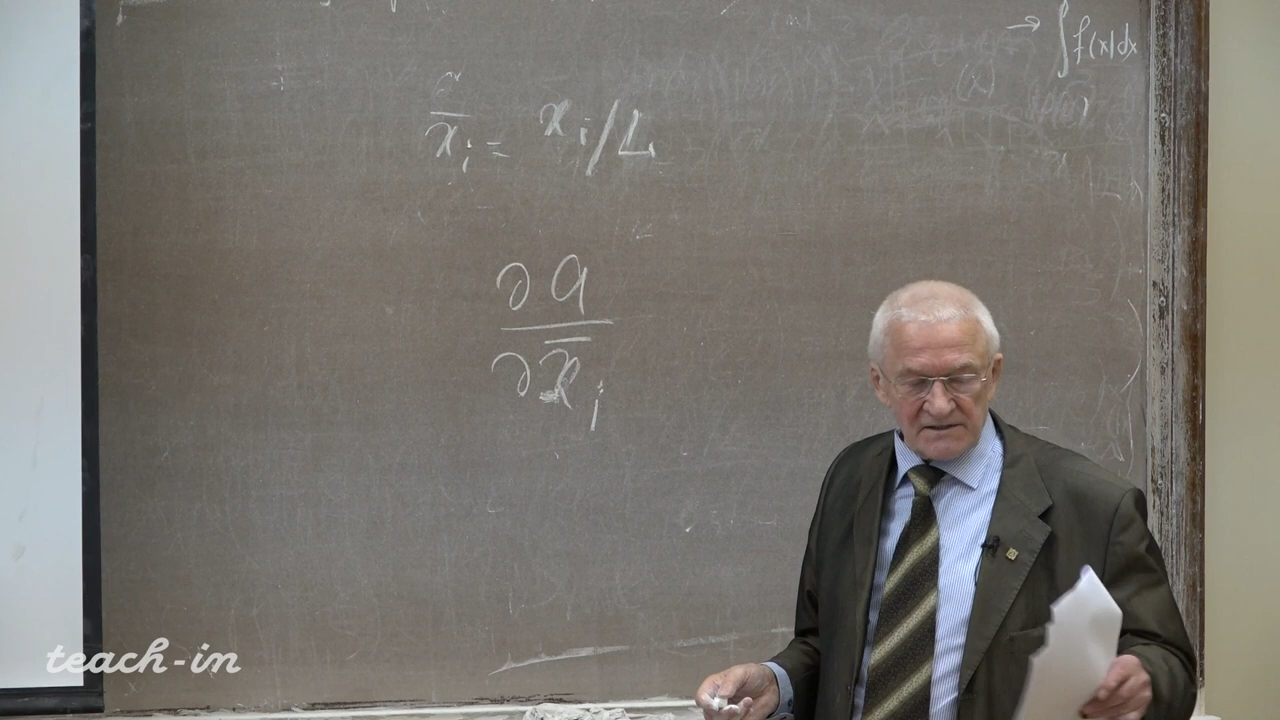 → ∫ f(x)dx
x̄ᵢ = xᵢ/L
∂a
∂x̄ᵢ
teach-in